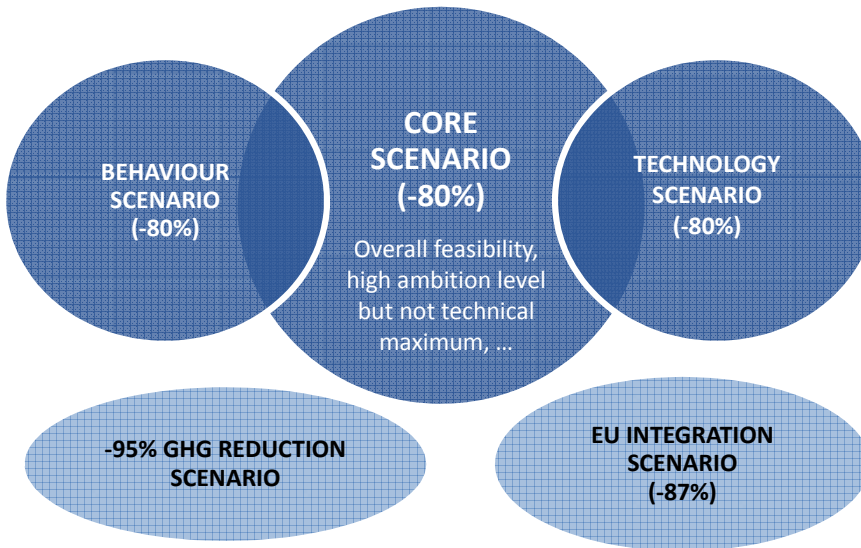 BEHAVIOUR
SCENARIO
(-80%)
CORE
SCENARIO
(-80%)
Overall feasibility,
high ambition level
but not technical
maximum, ...
TECHNOLOGY
SCENARIO
(-80%)
-95% GHG REDUCTION
SCENARIO
EU INTEGRATION
SCENARIO
(-87%)